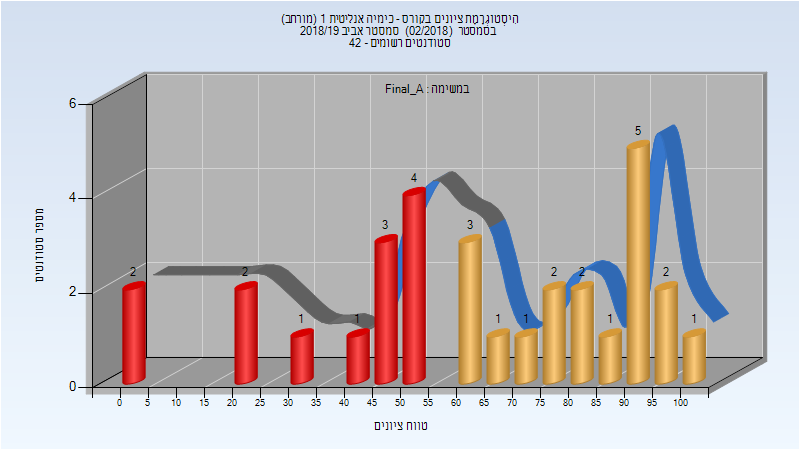 הִיסְטוֹגְרָמַת ציונים בקורס - כימיה אנליטית 1 (מורחב)
בסמסטר (02/2018) סמסטר אביב 2018/19
סטודנטים רשומים - 42
במשימה : Final_A
מספר סטודנטים
6
4
2
0
2
2
1
1
3
4
3
1
1
2
2
1
5
2
1
0 5 10 15 20 25 30 35 40 45 50 55 60 65 70 75 80 85 90 95 100
טווח ציונים